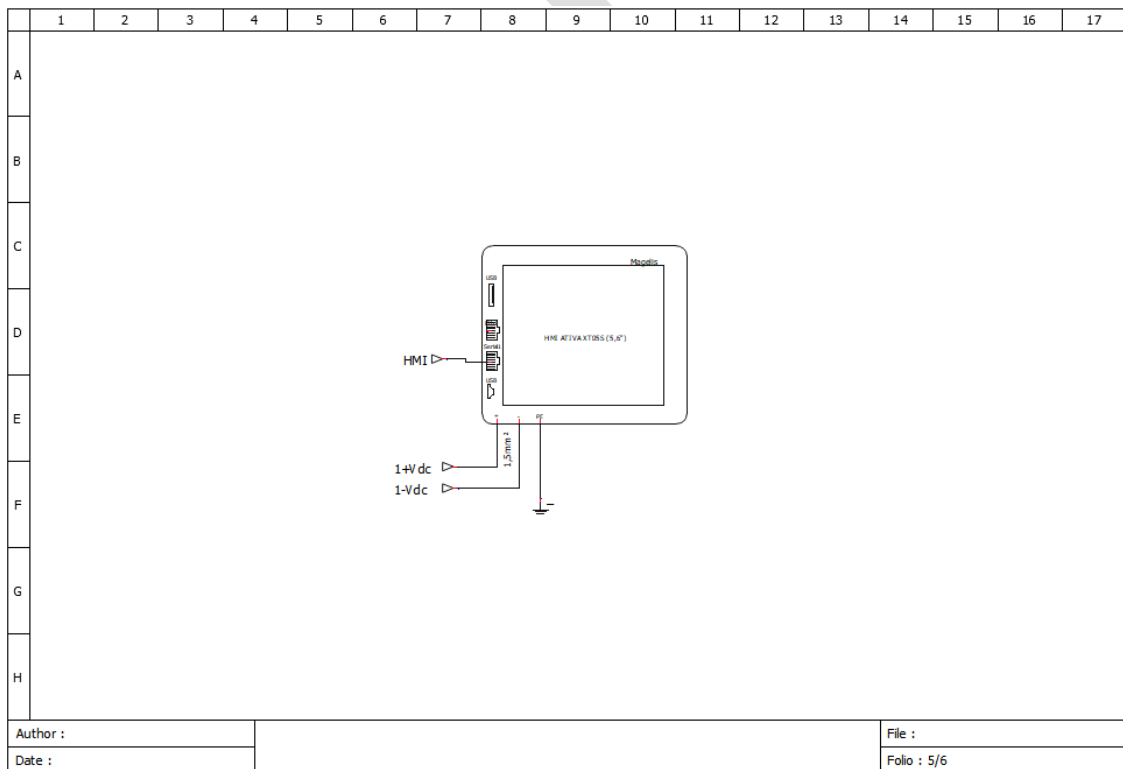 1 2 3 4 5 6 7 8 9 10 11 12 13 14 15 16 17
A
B
C
Magelis
USB
D
HMI ATIVA XT055 (5,6")
Serial1
HMI
USB
E
+ - PE
1,5mm²
1+Vdc
1-Vdc
F
G
H
Author :
File :
Date :
Folio : 5/6